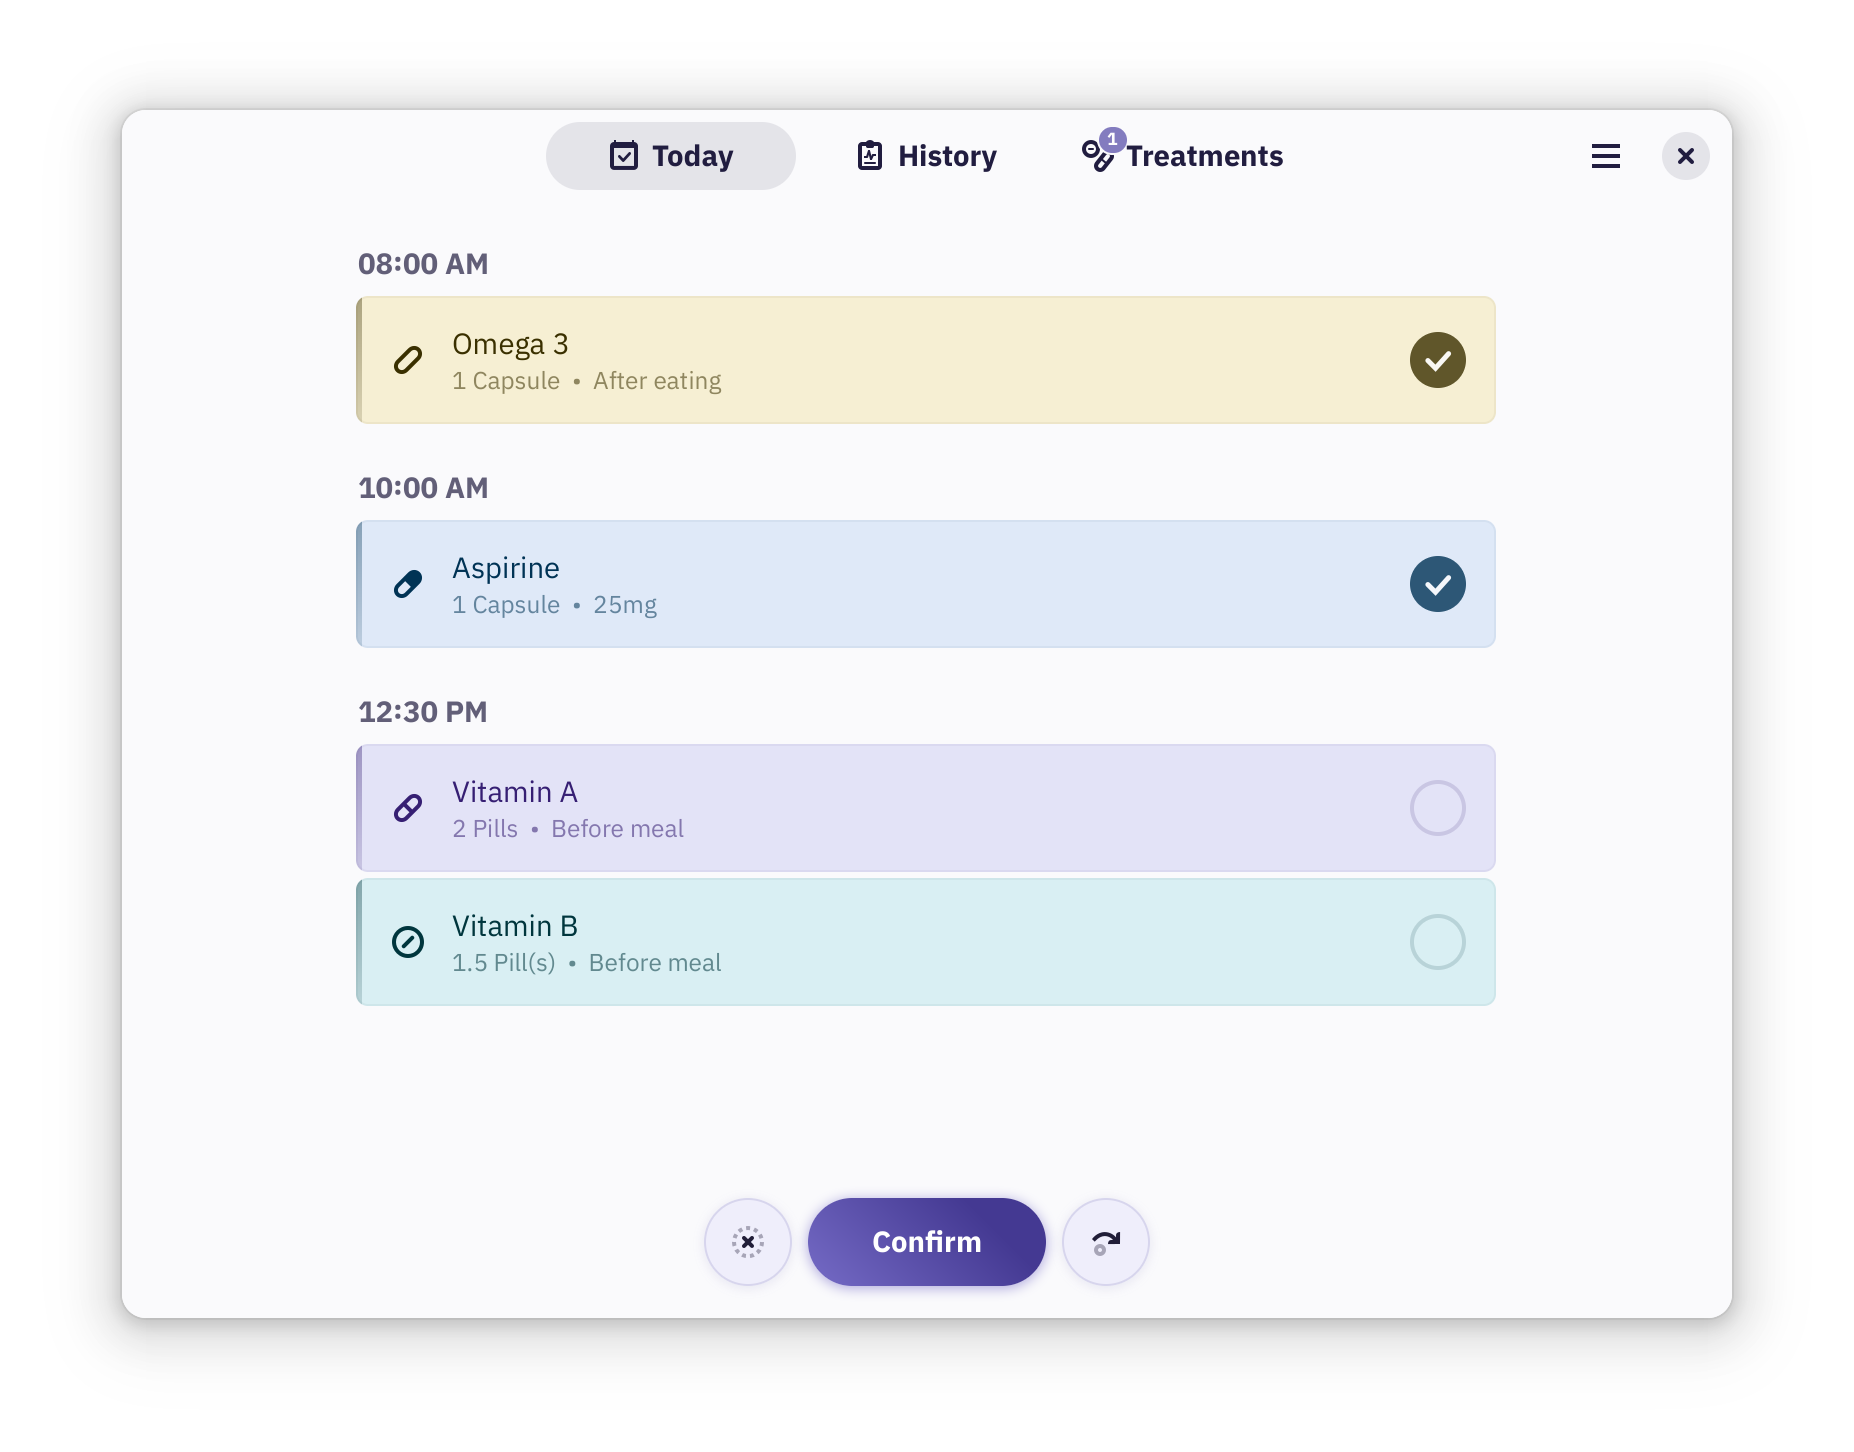 Today
History
1
Treatments
08:00 AM
Omega 3
1 Capsule • After eating
10:00 AM
Aspirine
1 Capsule • 25mg
12:30 PM
Vitamin A
2 Pills • Before meal
Vitamin B
1.5 Pill(s) • Before meal
Confirm